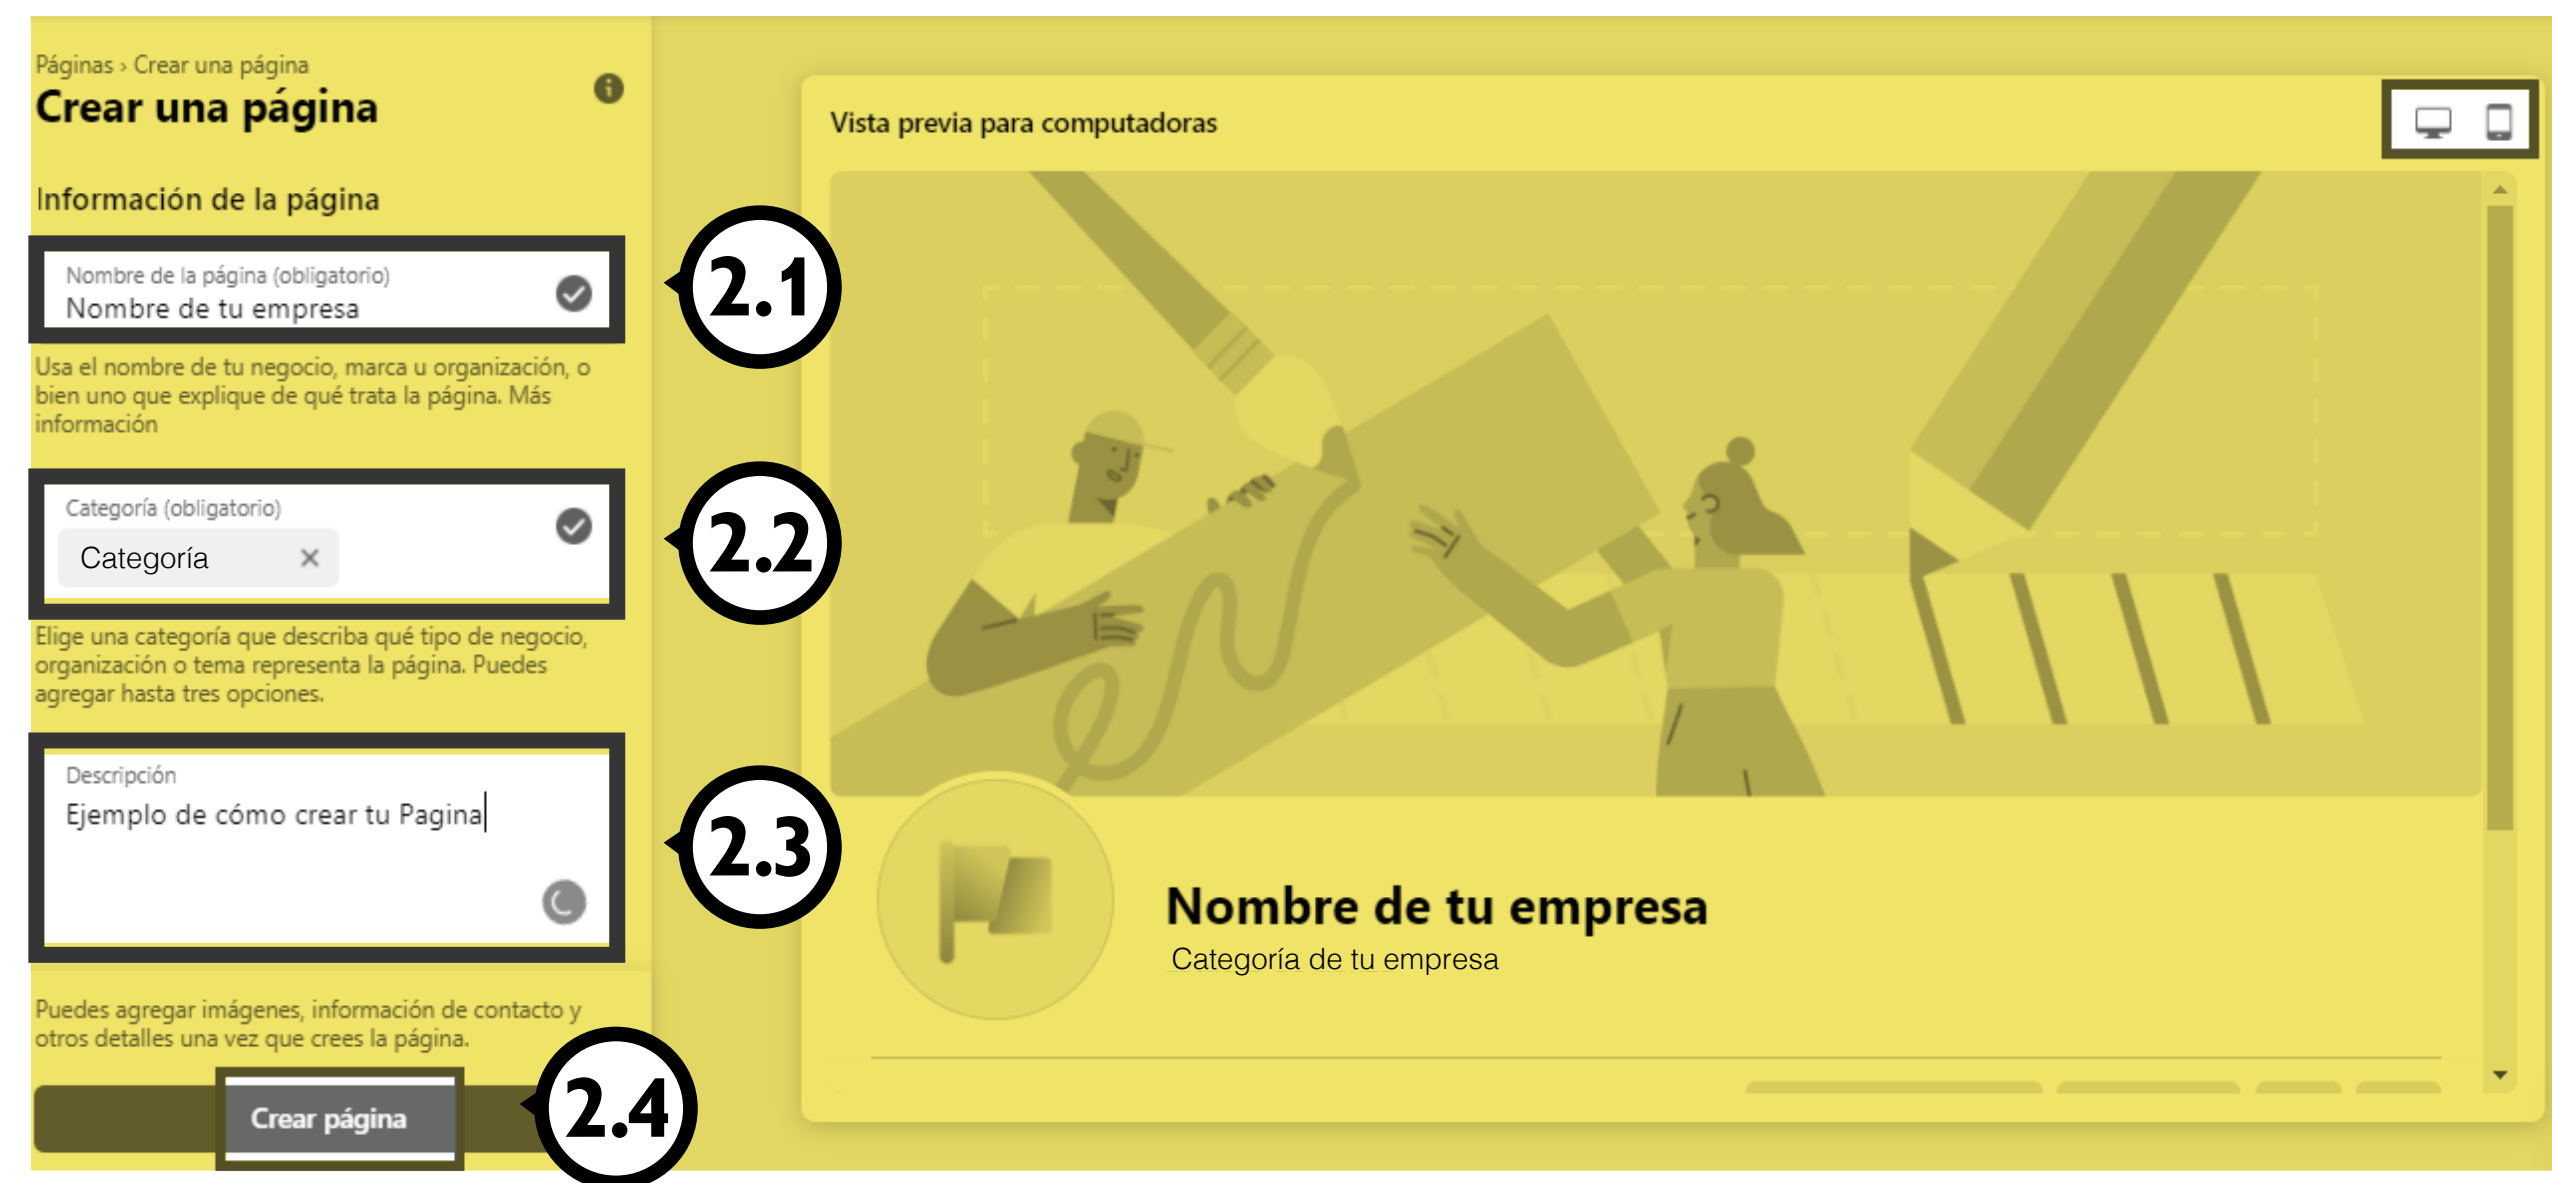 Páginas › Crear una página
Crear una página
Información de la página
Nombre de la página (obligatorio)
Nombre de tu empresa
2.1
Usa el nombre de tu negocio, marca u organización, o
bien uno que explique de qué trata la página. Más
información
Categoría (obligatorio)
Categoría ×
2.2
Elige una categoría que describa qué tipo de negocio,
organización o tema representa la página. Puedes
agregar hasta tres opciones.
Descripción
Ejemplo de cómo crear tu Pagina
2.3
Puedes agregar imágenes, información de contacto y
otros detalles una vez que crees la página.
Crear página
2.4
Vista previa para computadoras
Nombre de tu empresa
Categoría de tu empresa